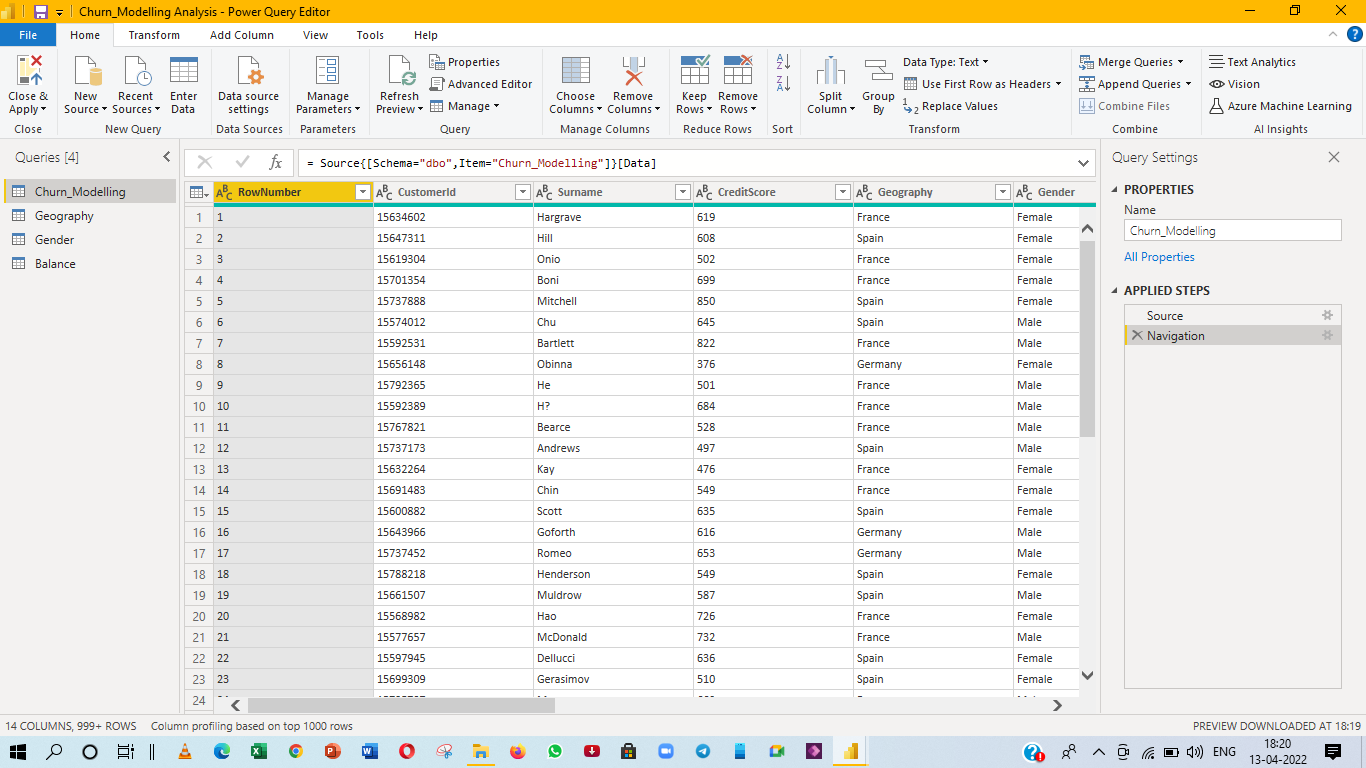 Churn_Modelling Analysis - Power Query Editor
File Home Transform Add Column View Tools Help
Close & Apply
New Source
Recent Sources
Enter Data
Data source settings
Manage Parameters
Refresh Preview
Properties
Advanced Editor
Manage
Choose Columns
Remove Columns
Keep Rows
Remove Rows
Split Column
Group By
Data Type: Text
Use First Row as Headers
Replace Values
Merge Queries
Append Queries
Combine Files
Text Analytics
Vision
Azure Machine Learning
Close New Query Data Sources Parameters Query Manage Columns Reduce Rows Sort Transform Combine AI Insights
Queries [4]
Churn_Modelling
Geography
Gender
Balance
fx = Source{[Schema="dbo",Item="Churn_Modelling"]}[Data]
RowNumber CustomerId Surname CreditScore Geography Gender
1 1 15634602 Hargrave 619 France Female
2 2 15647311 Hill 608 Spain Female
3 3 15619304 Onio 502 France Female
4 4 15701354 Boni 699 France Female
5 5 15737888 Mitchell 850 Spain Female
6 6 15574012 Chu 645 Spain Male
7 7 15592531 Bartlett 822 France Male
8 8 15656148 Obinna 376 Germany Female
9 9 15792365 He 501 France Male
10 10 15592389 H? 684 France Male
11 11 15767821 Bearce 528 France Male
12 12 15737173 Andrews 497 Spain Male
13 13 15632264 Kay 476 France Female
14 14 15691483 Chin 549 France Female
15 15 15600882 Scott 635 Spain Female
16 16 15643966 Goforth 616 Germany Male
17 17 15737452 Romeo 653 Germany Male
18 18 15788218 Henderson 549 Spain Female
19 19 15661507 Muldrow 587 Spain Male
20 20 15568982 Hao 726 France Female
21 21 15577657 McDonald 732 France Male
22 22 15597945 Dellucci 636 Spain Female
23 23 15699309 Gerasimov 510 Spain Female
24
Query Settings
PROPERTIES
Name
Churn_Modelling
All Properties
APPLIED STEPS
Source
Navigation
14 COLUMNS, 999+ ROWS Column profiling based on top 1000 rows PREVIEW DOWNLOADED AT 18:19
ENG
18:20
13-04-2022